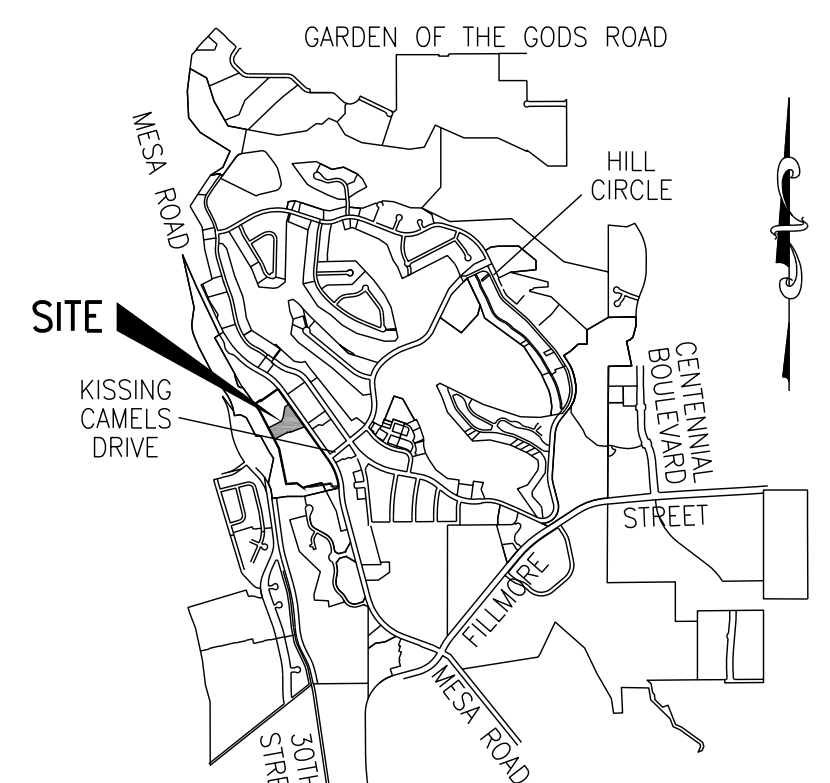 GARDEN OF THE GODS ROAD
MESA ROAD
HILL
CIRCLE
SITE
KISSING
CAMELS
DRIVE
CENTENNIAL
BOULEVARD
STREET
FILLMORE
MESA ROAD
30TH
STRE